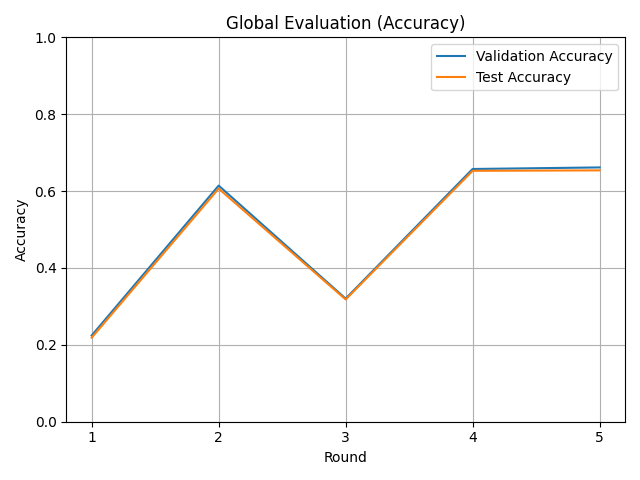 Global Evaluation (Accuracy)
1.0
0.8
0.6
0.4
0.2
0.0
Accuracy
Validation Accuracy
Test Accuracy
1 2 3 4 5
Round